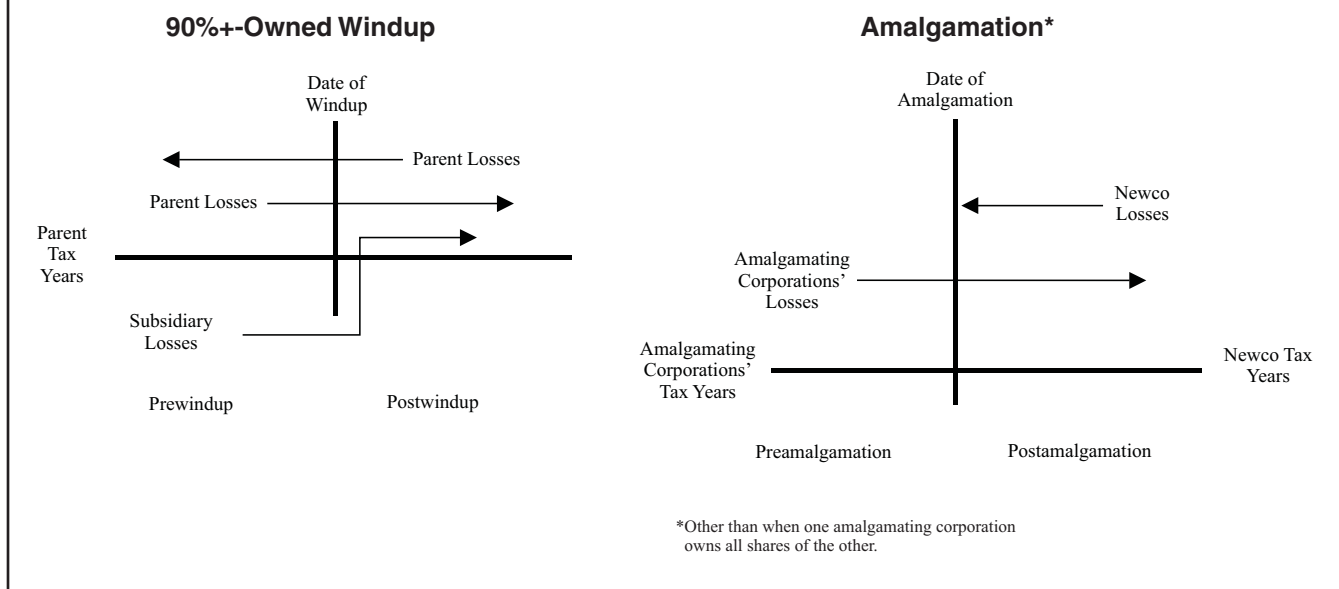 90%+-Owned Windup
Date of
Windup
Parent Losses
Parent Losses
Parent
Tax
Years
Subsidiary
Losses
Prewindup
Postwindup
Amalgamation*
Date of
Amalgamation
Newco
Losses
Amalgamating
Corporations’
Losses
Amalgamating
Corporations’
Tax Years
Newco Tax
Years
Preamalgamation
Postamalgamation
*Other than when one amalgamating corporation
owns all shares of the other.